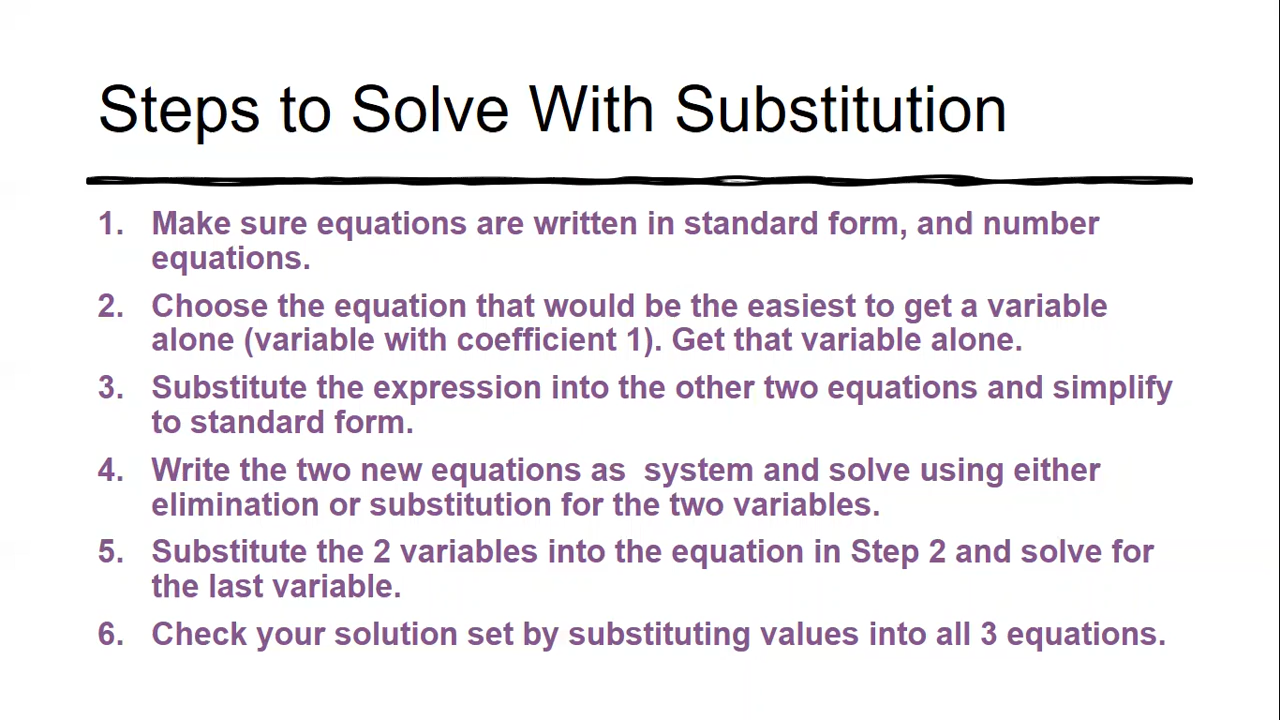 Steps to Solve With Substitution
1. Make sure equations are written in standard form, and number
equations.
2. Choose the equation that would be the easiest to get a variable
alone (variable with coefficient 1). Get that variable alone.
3. Substitute the expression into the other two equations and simplify
to standard form.
4. Write the two new equations as  system and solve using either
elimination or substitution for the two variables.
5. Substitute the 2 variables into the equation in Step 2 and solve for
the last variable.
6. Check your solution set by substituting values into all 3 equations.